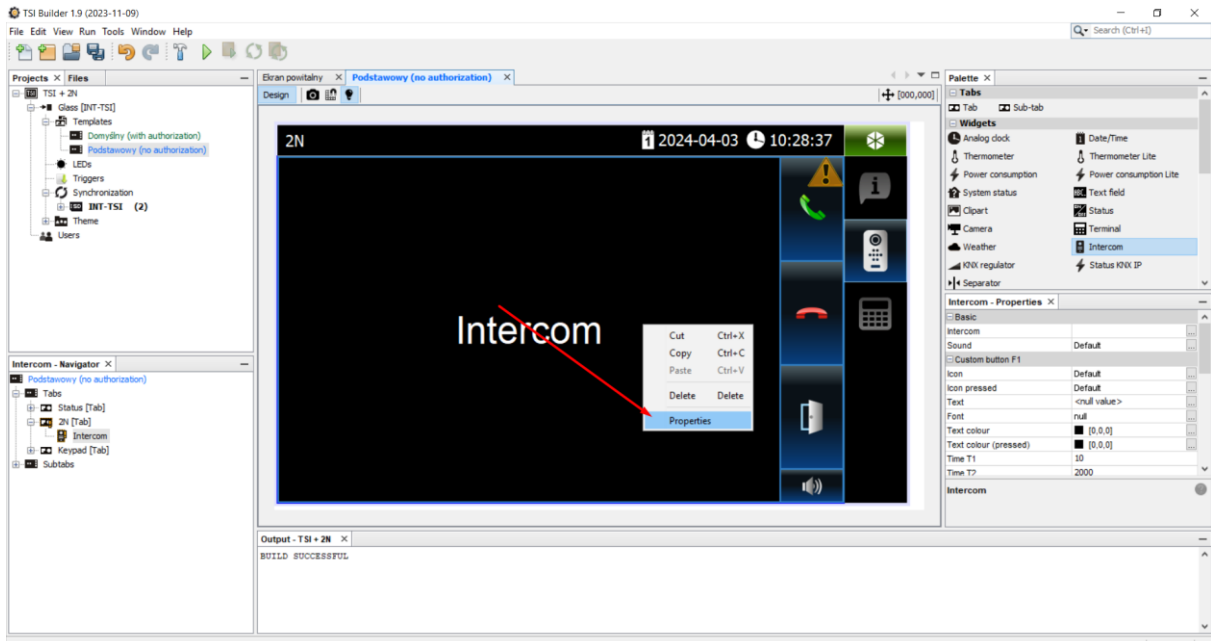 TSI Builder 1.9 (2023-11-09)
File Edit View Run Tools Window Help
Search (Ctrl+I)
Projects Files
TSI + 2N
Glass [INT-TSI]
Templates
Domyślny (with authorization)
Podstawowy (no authorization)
LEDs
Triggers
Synchronization
INT-TSI (2)
Theme
Users
Intercom - Navigator
Podstawowy (no authorization)
Tabs
Status [Tab]
2N [Tab]
Intercom
Keypad [Tab]
Subtabs
Ekran powitalny Podstawowy (no authorization)
Design
[000,000]
2N 1 2024-04-03 10:28:37
Intercom
Cut Ctrl+X
Copy Ctrl+C
Paste Ctrl+V
Delete Delete
Properties
Output - TSI + 2N
BUILD SUCCESSFUL
Palette
Tabs
Tab Sub-tab
Widgets
Analog clock Date/Time
Thermometer Thermometer Lite
Power consumption Power consumption Lite
System status Text field
Clipart Status
Camera Terminal
Weather Intercom
KNX regulator Status KNX IP
Separator
Intercom - Properties
Basic
Intercom
Sound Default
Custom button F1
Icon Default
Icon pressed Default
Text <null value>
Font null
Text colour [0,0,0]
Text colour (pressed) [0,0,0]
Time T1 10
Time T2 2000
Intercom